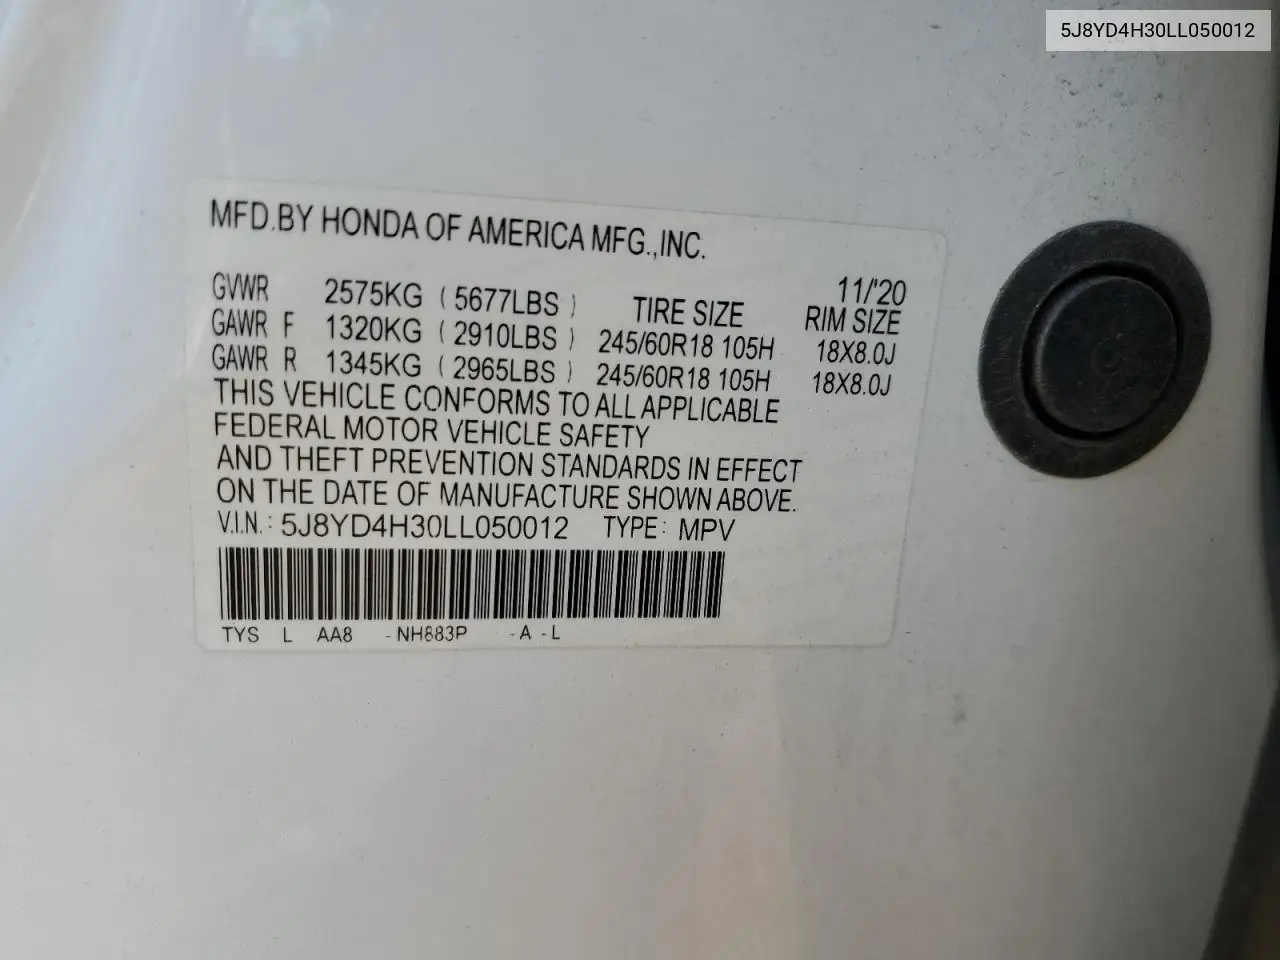 5J8YD4H30LL050012
MFD.BY HONDA OF AMERICA MFG.,INC.
11/'20
GVWR 2575KG ( 5677LBS ) TIRE SIZE RIM SIZE
GAWR F 1320KG ( 2910LBS ) 245/60R18 105H 18X8.0J
GAWR R 1345KG ( 2965LBS ) 245/60R18 105H 18X8.0J
THIS VEHICLE CONFORMS TO ALL APPLICABLE
FEDERAL MOTOR VEHICLE SAFETY
AND THEFT PREVENTION STANDARDS IN EFFECT
ON THE DATE OF MANUFACTURE SHOWN ABOVE.
V.I.N.: 5J8YD4H30LL050012 TYPE: MPV
TYS L AA8 -NH883P -A -L